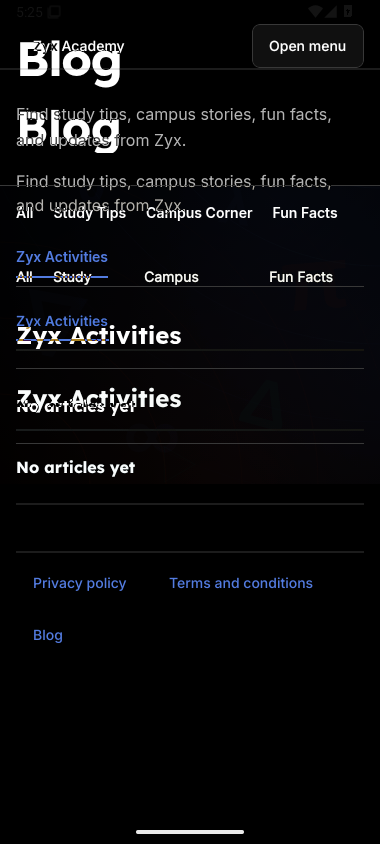 5:25
Zyx Academy
Open menu
Blog
Find study tips, campus stories, fun facts,
and updates from Zyx.
Blog
Find study tips, campus stories, fun facts,
and updates from Zyx.
All Study Tips Campus Corner Fun Facts
Zyx Activities
All Study Campus Fun Facts
Zyx Activities
Zyx Activities
Zyx Activities
No articles yet
No articles yet
Privacy policy Terms and conditions
Blog